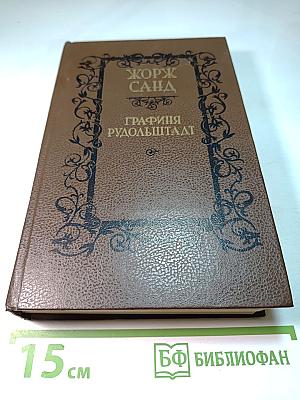 ЖОРЖ
САНД
ГРАФИНЯ
РУДОЛЬШТАДТ
15 см
БФ БИБЛИОФАН